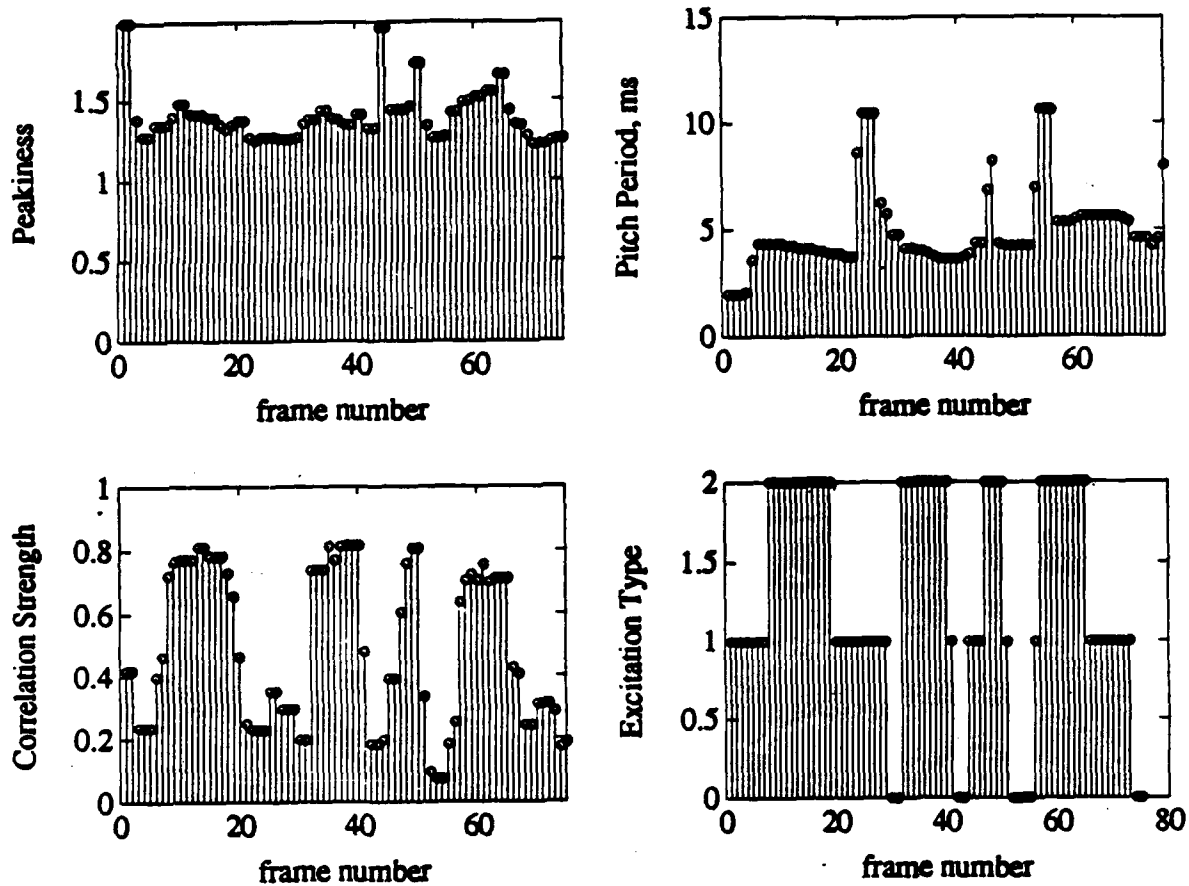 Peakiness
1.5
1
0.5
0
0 20 40 60
frame number
Pitch Period, ms
15
10
5
0
0 20 40 60
frame number
Correlation Strength
1
0.8
0.6
0.4
0.2
0
0 20 40 60
frame number
Excitation Type
2
1.5
1
0.5
0
0 20 40 60 80
frame number